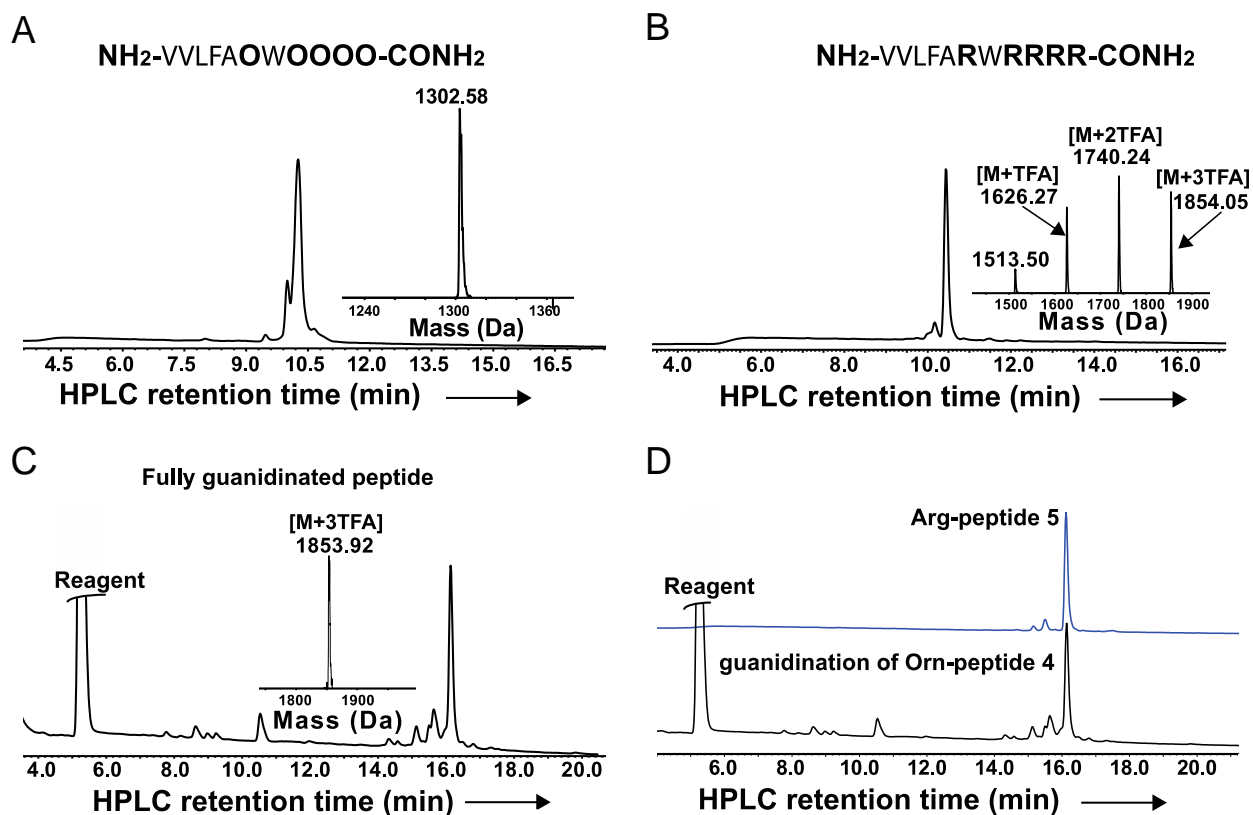 A
NH2-VVLFAOWOOOO-CONH2
1302.58
1240 1300 1360
Mass (Da)
4.5 6.0 7.5 9.0 10.5 12.0 13.5 15.0 16.5
HPLC retention time (min)
B
NH2-VVLFARWRRRR-CONH2
[M+2TFA]
1740.24
[M+TFA]
1626.27
[M+3TFA]
1854.05
1513.50
1500 1600 1700 1800 1900
Mass (Da)
4.0 6.0 8.0 10.0 12.0 14.0 16.0
HPLC retention time (min)
C
Fully guanidinated peptide
[M+3TFA]
1853.92
Reagent
1800 1900
Mass (Da)
4.0 6.0 8.0 10.0 12.0 14.0 16.0 18.0 20.0
HPLC retention time (min)
D
Arg-peptide 5
Reagent
guanidination of Orn-peptide 4
6.0 8.0 10.0 12.0 14.0 16.0 18.0 20.0
HPLC retention time (min)